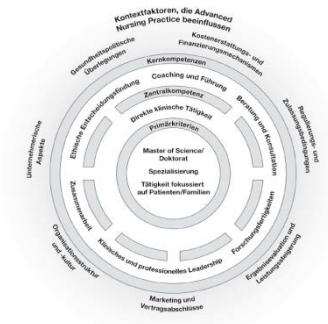 Kontextfaktoren, die Advanced
Nursing Practice beeinflussen
Gesundheitspolitische
Überlegungen
Kostenerstattungs- und
Finanzierungsmechanismen
Kernkompetenzen
Coaching und Führung
Ethische Entscheidungsfindung
Zentralkompetenz
Beratung und Konsultation
Direkte klinische Tätigkeit
Primärkriterien
Regulierungs- und
Zulassungsbedingungen
Unternehmerische
Aspekte
Master of Science/
Doktorat
Spezialisierung
Tätigkeit fokussiert
auf Patienten/Familien
Zusammenarbeit
Forschungsfertigkeiten
Klinisches und professionelles Leadership
Organisationsstruktur
und -kultur
Ergebnisevaluation und
Leistungssteigerung
Marketing und
Vertragsabschlüsse